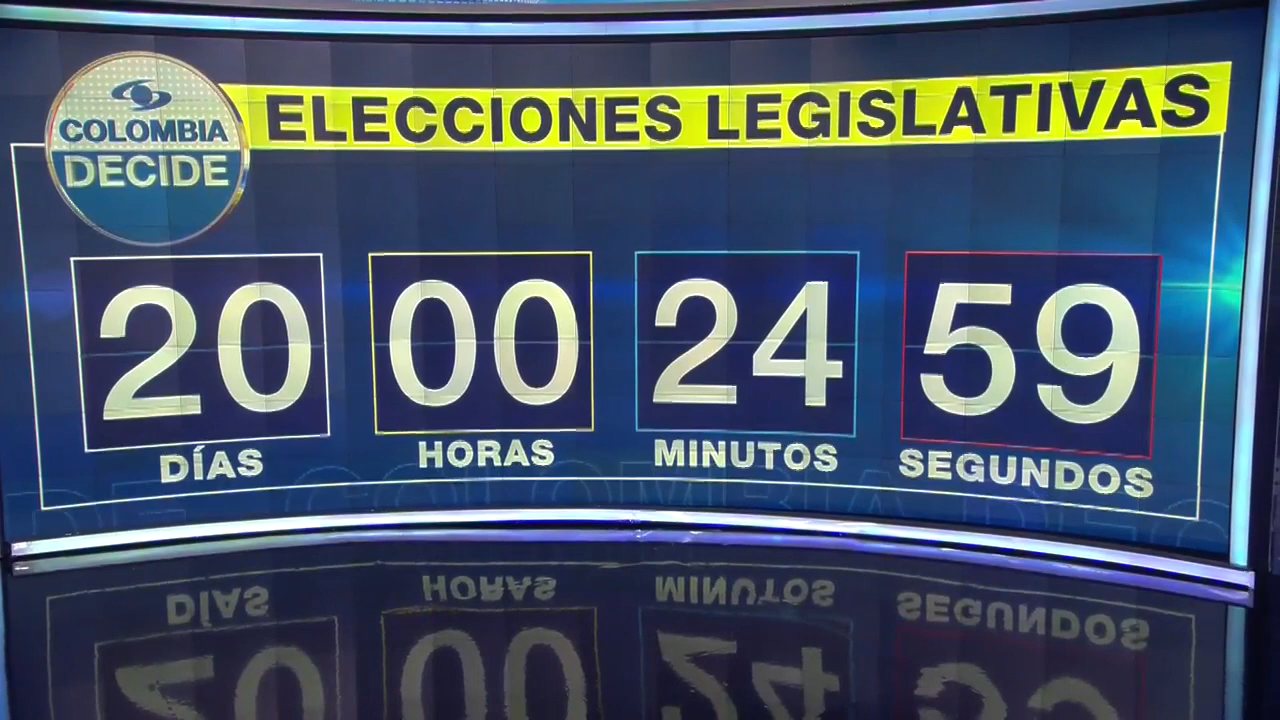 COLOMBIA
DECIDE
ELECCIONES LEGISLATIVAS
20 00 24 59
DÍAS HORAS MINUTOS SEGUNDOS